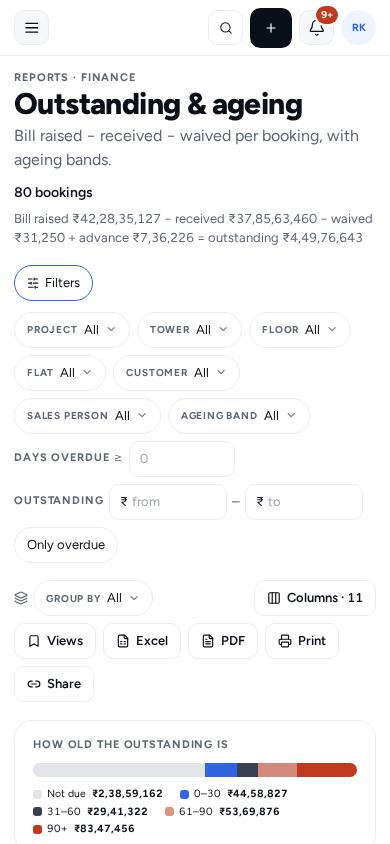 9+
RK
REPORTS · FINANCE
Outstanding & ageing
Bill raised − received − waived per booking, with
ageing bands.
80 bookings
Bill raised ₹42,28,35,127 − received ₹37,85,63,460 − waived
₹31,250 + advance ₹7,36,226 = outstanding ₹4,49,76,643
Filters
PROJECT All TOWER All FLOOR All
FLAT All CUSTOMER All
SALES PERSON All AGEING BAND All
DAYS OVERDUE ≥ 0
OUTSTANDING ₹ from — ₹ to
Only overdue
GROUP BY All Columns · 11
Views Excel PDF Print
Share
HOW OLD THE OUTSTANDING IS
Not due ₹2,38,59,162 0–30 ₹44,58,827
31–60 ₹29,41,322 61–90 ₹53,69,876
90+ ₹83,47,456